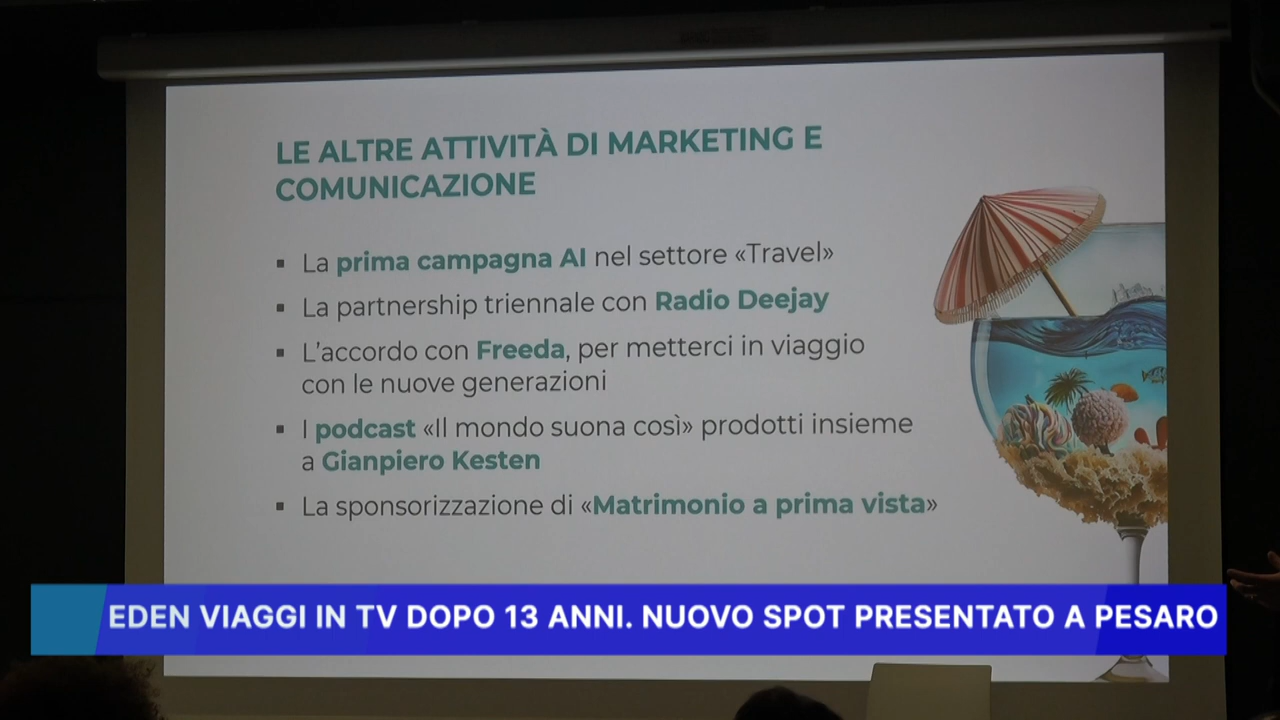 LE ALTRE ATTIVITÀ DI MARKETING E
COMUNICAZIONE
▪ La prima campagna AI nel settore «Travel»
▪ La partnership triennale con Radio Deejay
▪ L'accordo con Freeda, per metterci in viaggio
con le nuove generazioni
▪ I podcast «Il mondo suona così» prodotti insieme
a Gianpiero Kesten
▪ La sponsorizzazione di «Matrimonio a prima vista»
EDEN VIAGGI IN TV DOPO 13 ANNI. NUOVO SPOT PRESENTATO A PESARO